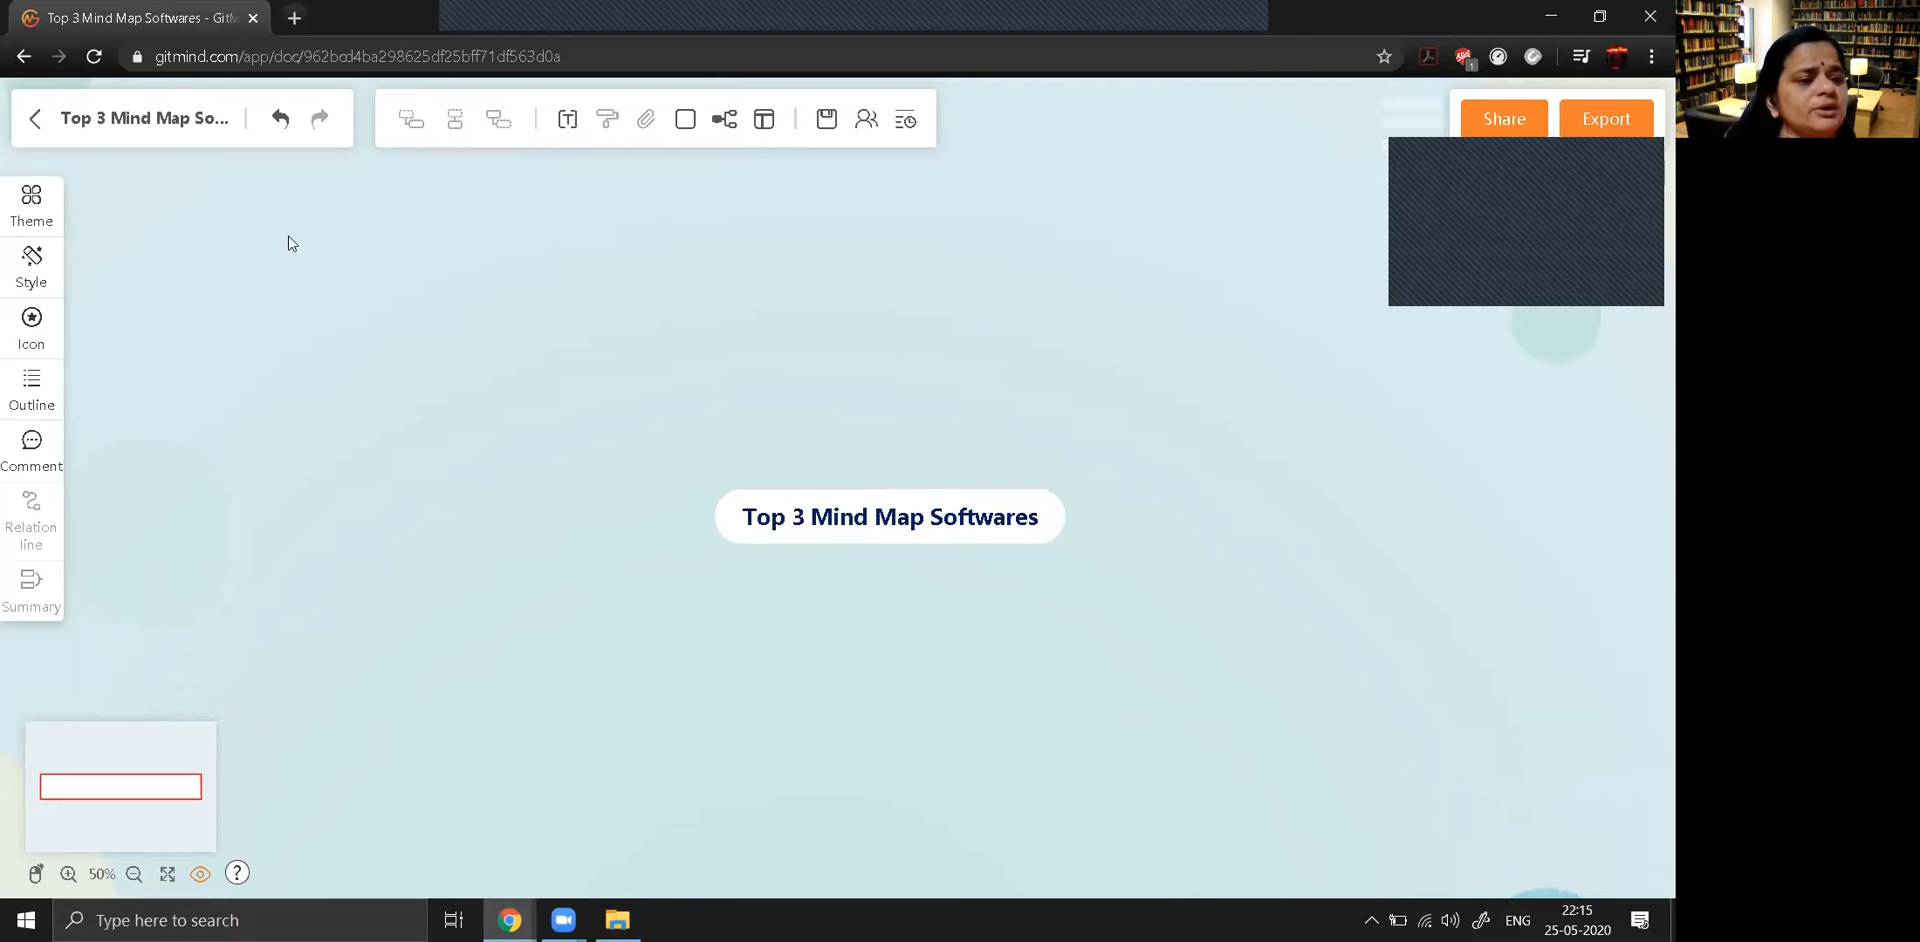 Top 3 Mind Map Softwares - GitM
gitmind.com/app/doc/962bcd4ba298625df25bff71df563d0a
1
Top 3 Mind Map So...
Share
Export
Theme
Style
Icon
Outline
Comment
Relation
line
Summary
Top 3 Mind Map Softwares
50%
?
Type here to search
ENG
22:15
25-05-2020